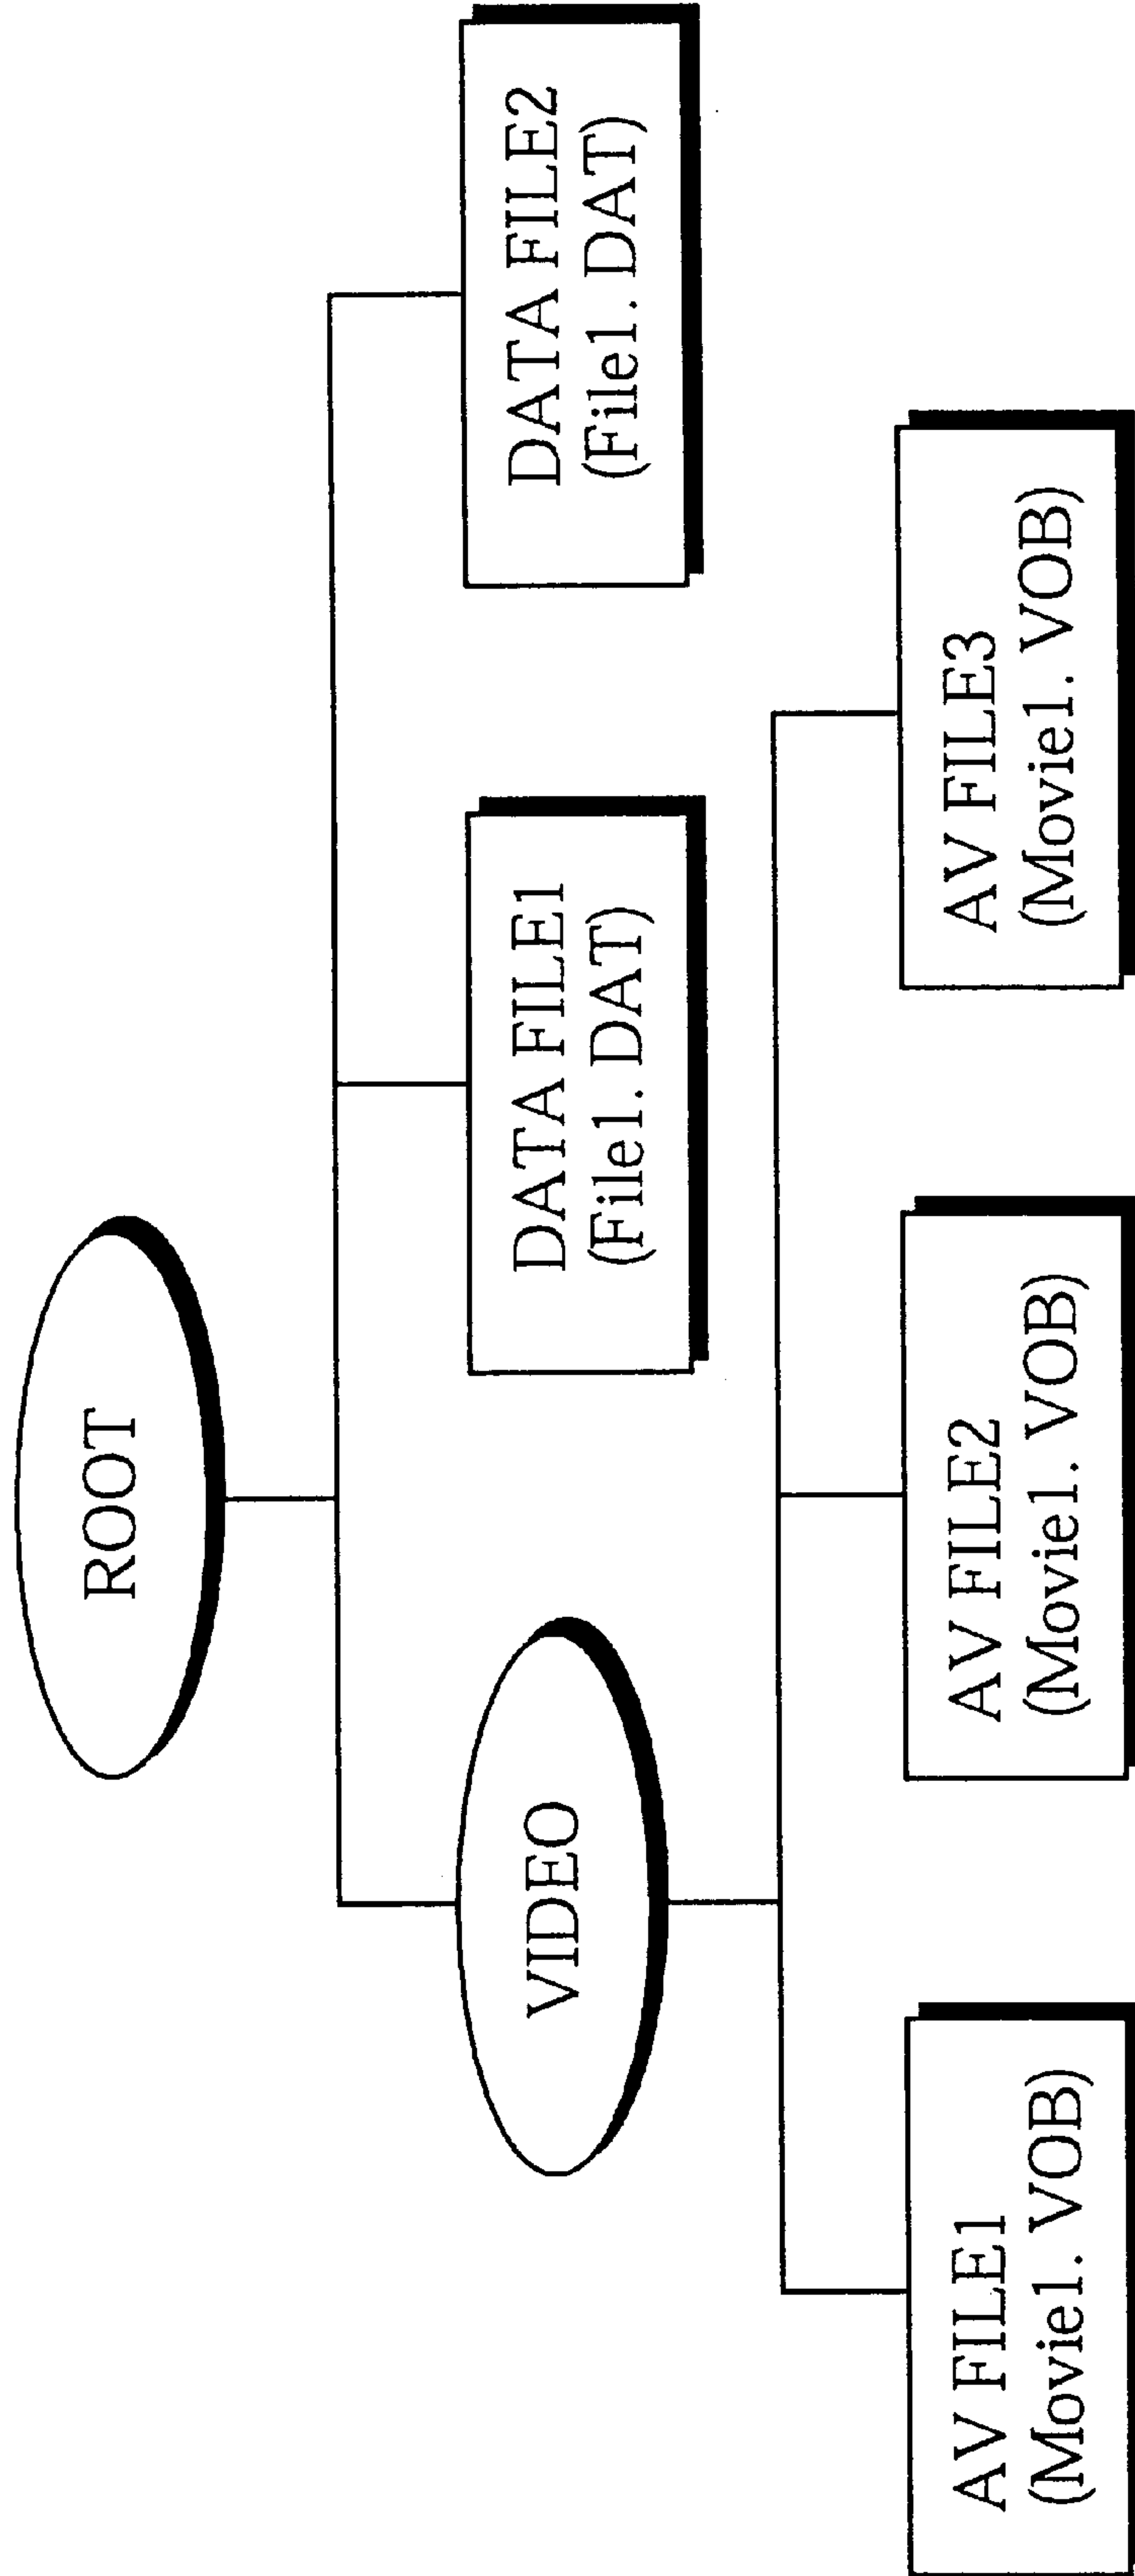 ROOT
VIDEO
DATA FILE1
(File1. DAT)
DATA FILE2
(File1. DAT)
AV FILE1
(Movie1. VOB)
AV FILE2
(Movie1. VOB)
AV FILE3
(Movie1. VOB)